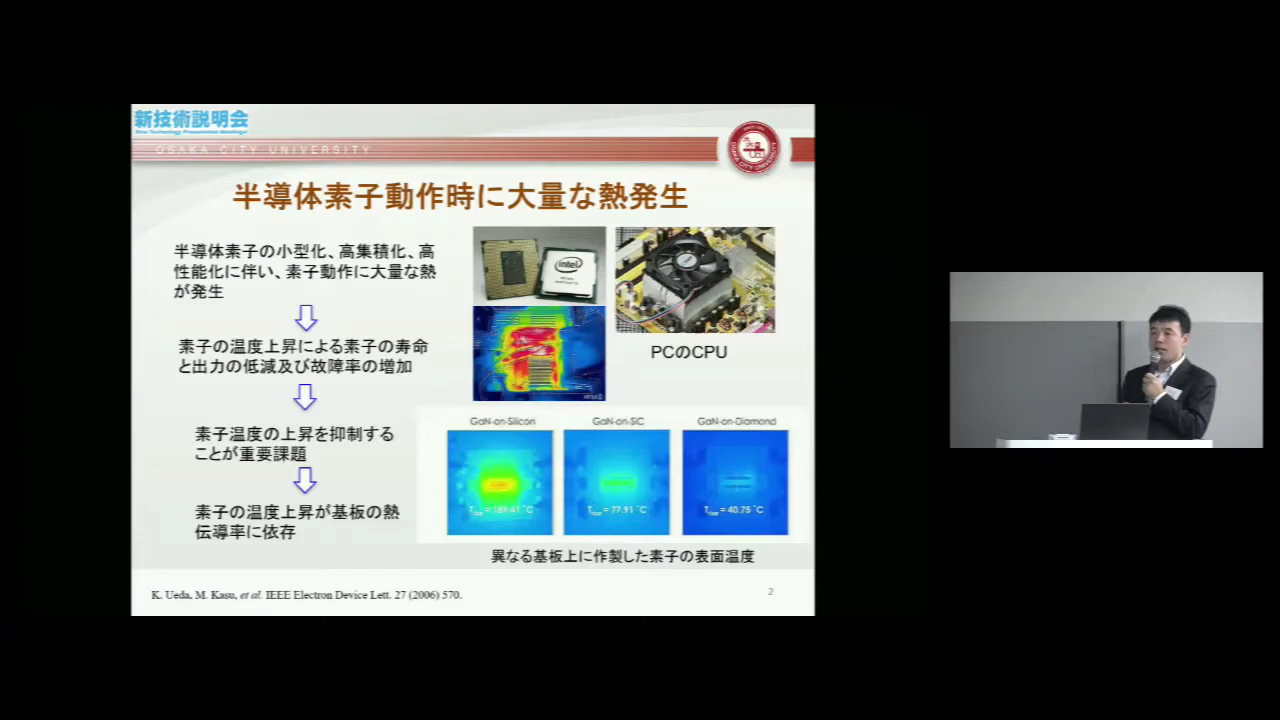 新技術説明会
New Technology Presentation Meetings!
OSAKA CITY UNIVERSITY
半導体素子動作時に大量な熱発生
半導体素子の小型化、高集積化、高
性能化に伴い、素子動作に大量な熱
が発生
素子の温度上昇による素子の寿命
と出力の低減及び故障率の増加
素子温度の上昇を抑制する
ことが重要課題
素子の温度上昇が基板の熱
伝導率に依存
intel
PCのCPU
GaN-on-Silicon
GaN-on-SiC
GaN-on-Diamond
= 77.91 °C
= 40.75 °C
異なる基板上に作製した素子の表面温度
K. Ueda, M. Kasu, et al. IEEE Electron Device Lett. 27 (2006) 570.
2